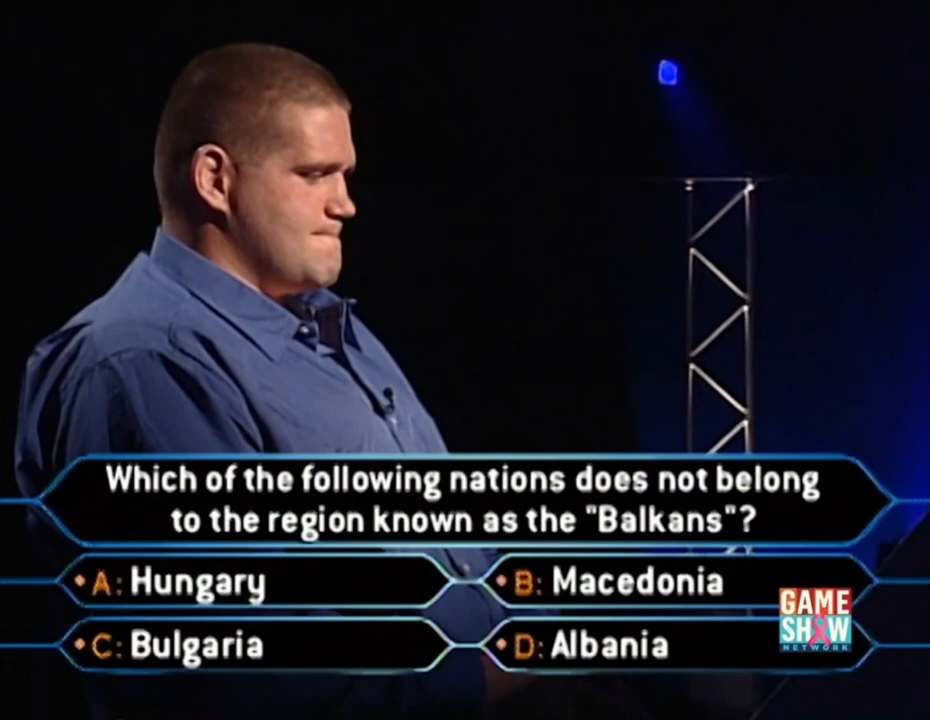 Which of the following nations does not belong
to the region known as the "Balkans"?
A: Hungary
B: Macedonia
C: Bulgaria
D: Albania
GAME
SHOW
NETWORK